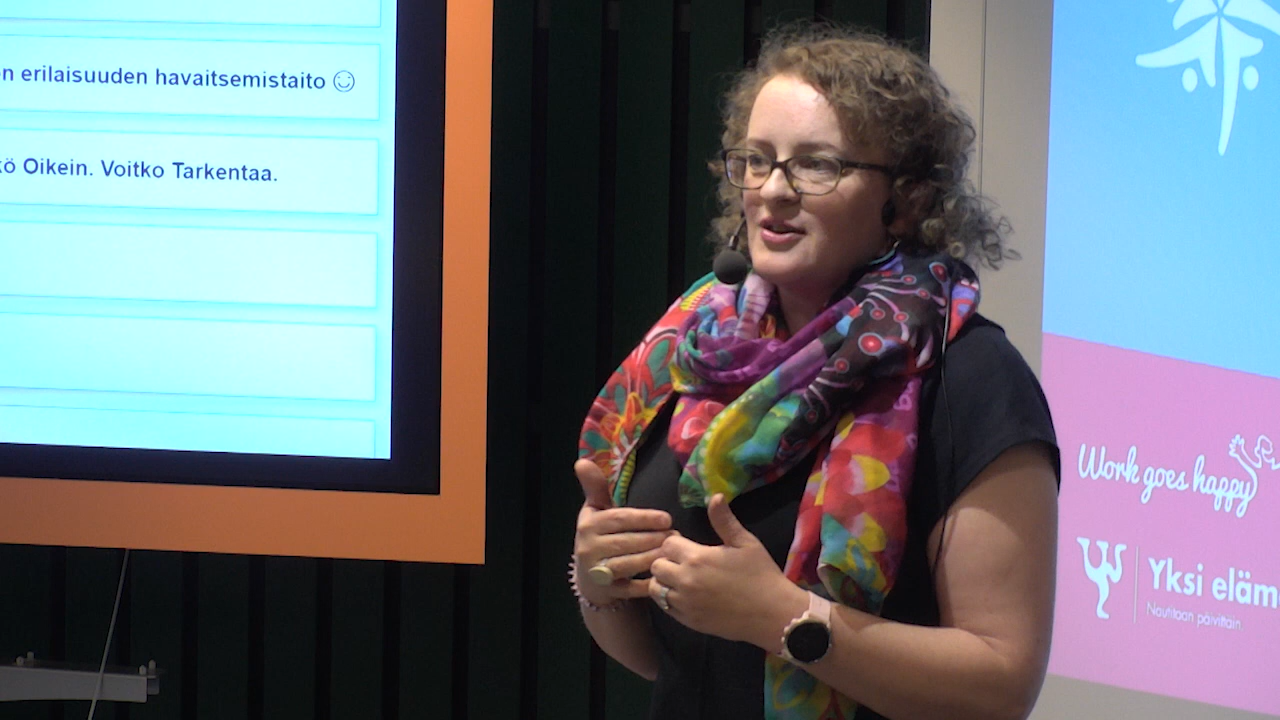 n erilaisuuden havaitsemistaito ☺
kö Oikein. Voitko Tarkentaa.
Work goes happy
Yksi eläm
Nautitaan päivittäin.